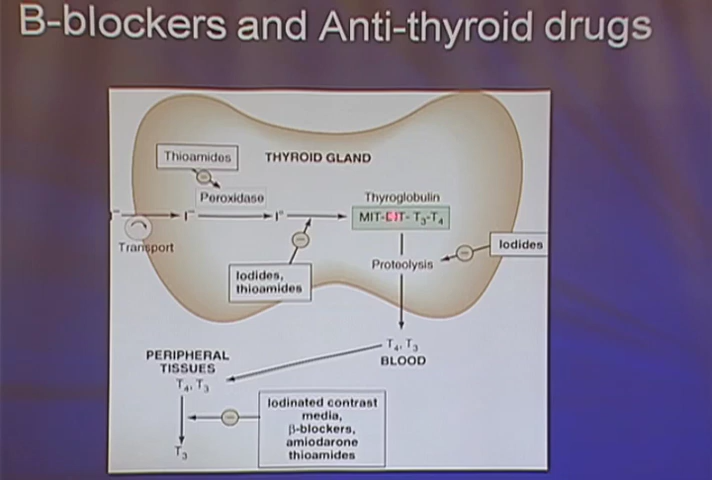 B-blockers and Anti-thyroid drugs
Thioamides
THYROID GLAND
Peroxidase
Thyroglobulin
I⁻
I⁻
I°
MIT-DIT- T₃-T₄
Transport
Iodides
Proteolysis
Iodides,
thioamides
T₄, T₃
BLOOD
PERIPHERAL
TISSUES
T₄, T₃
Iodinated contrast
media,
β-blockers,
amiodarone
thioamides
T₃